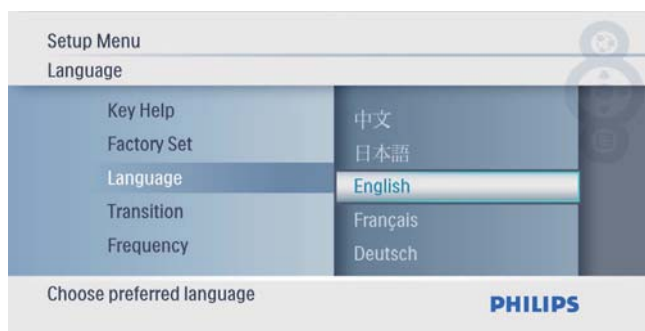 Setup Menu
Language
Key Help
Factory Set
Language
Transition
Frequency
中文
日本語
English
Français
Deutsch
Choose preferred language
PHILIPS